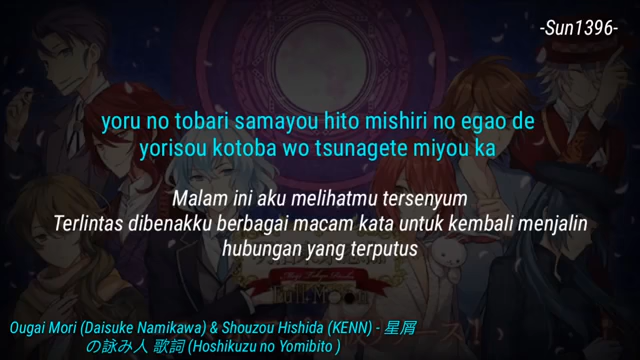 -Sun1396-
yoru no tobari samayou hito mishiri no egao de
yorisou kotoba wo tsunagete miyou ka
Malam ini aku melihatmu tersenyum
Terlintas dibenakku berbagai macam kata untuk kembali menjalin
hubungan yang terputus
Full Moon
Ougai Mori (Daisuke Namikawa) & Shouzou Hishida (KENN) - 星屑
の詠み人 歌詞 (Hoshikuzu no Yomibito )